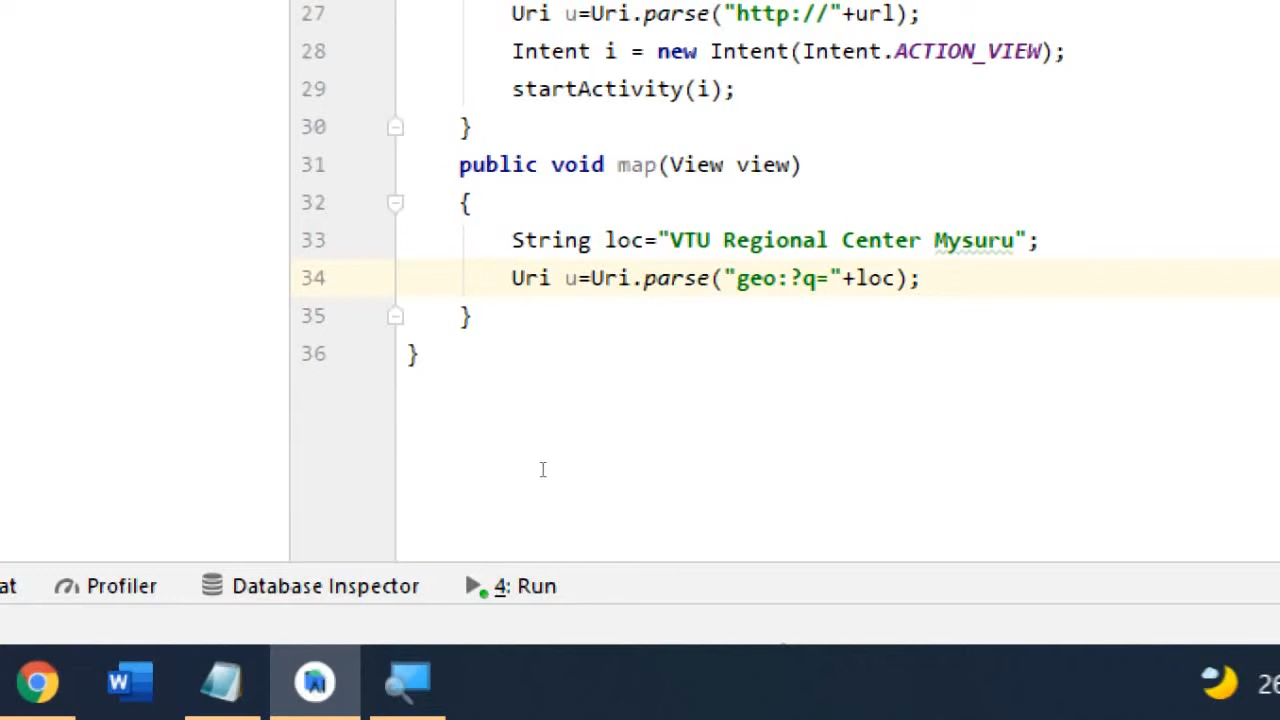 27 Uri u=Uri.parse("http://"+url);
28 Intent i = new Intent(Intent.ACTION_VIEW);
29 startActivity(i);
30 }
31 public void map(View view)
32 {
33 String loc="VTU Regional Center Mysuru";
34 Uri u=Uri.parse("geo:?q="+loc);
35 }
36 }
at Profiler Database Inspector 4: Run
W
26